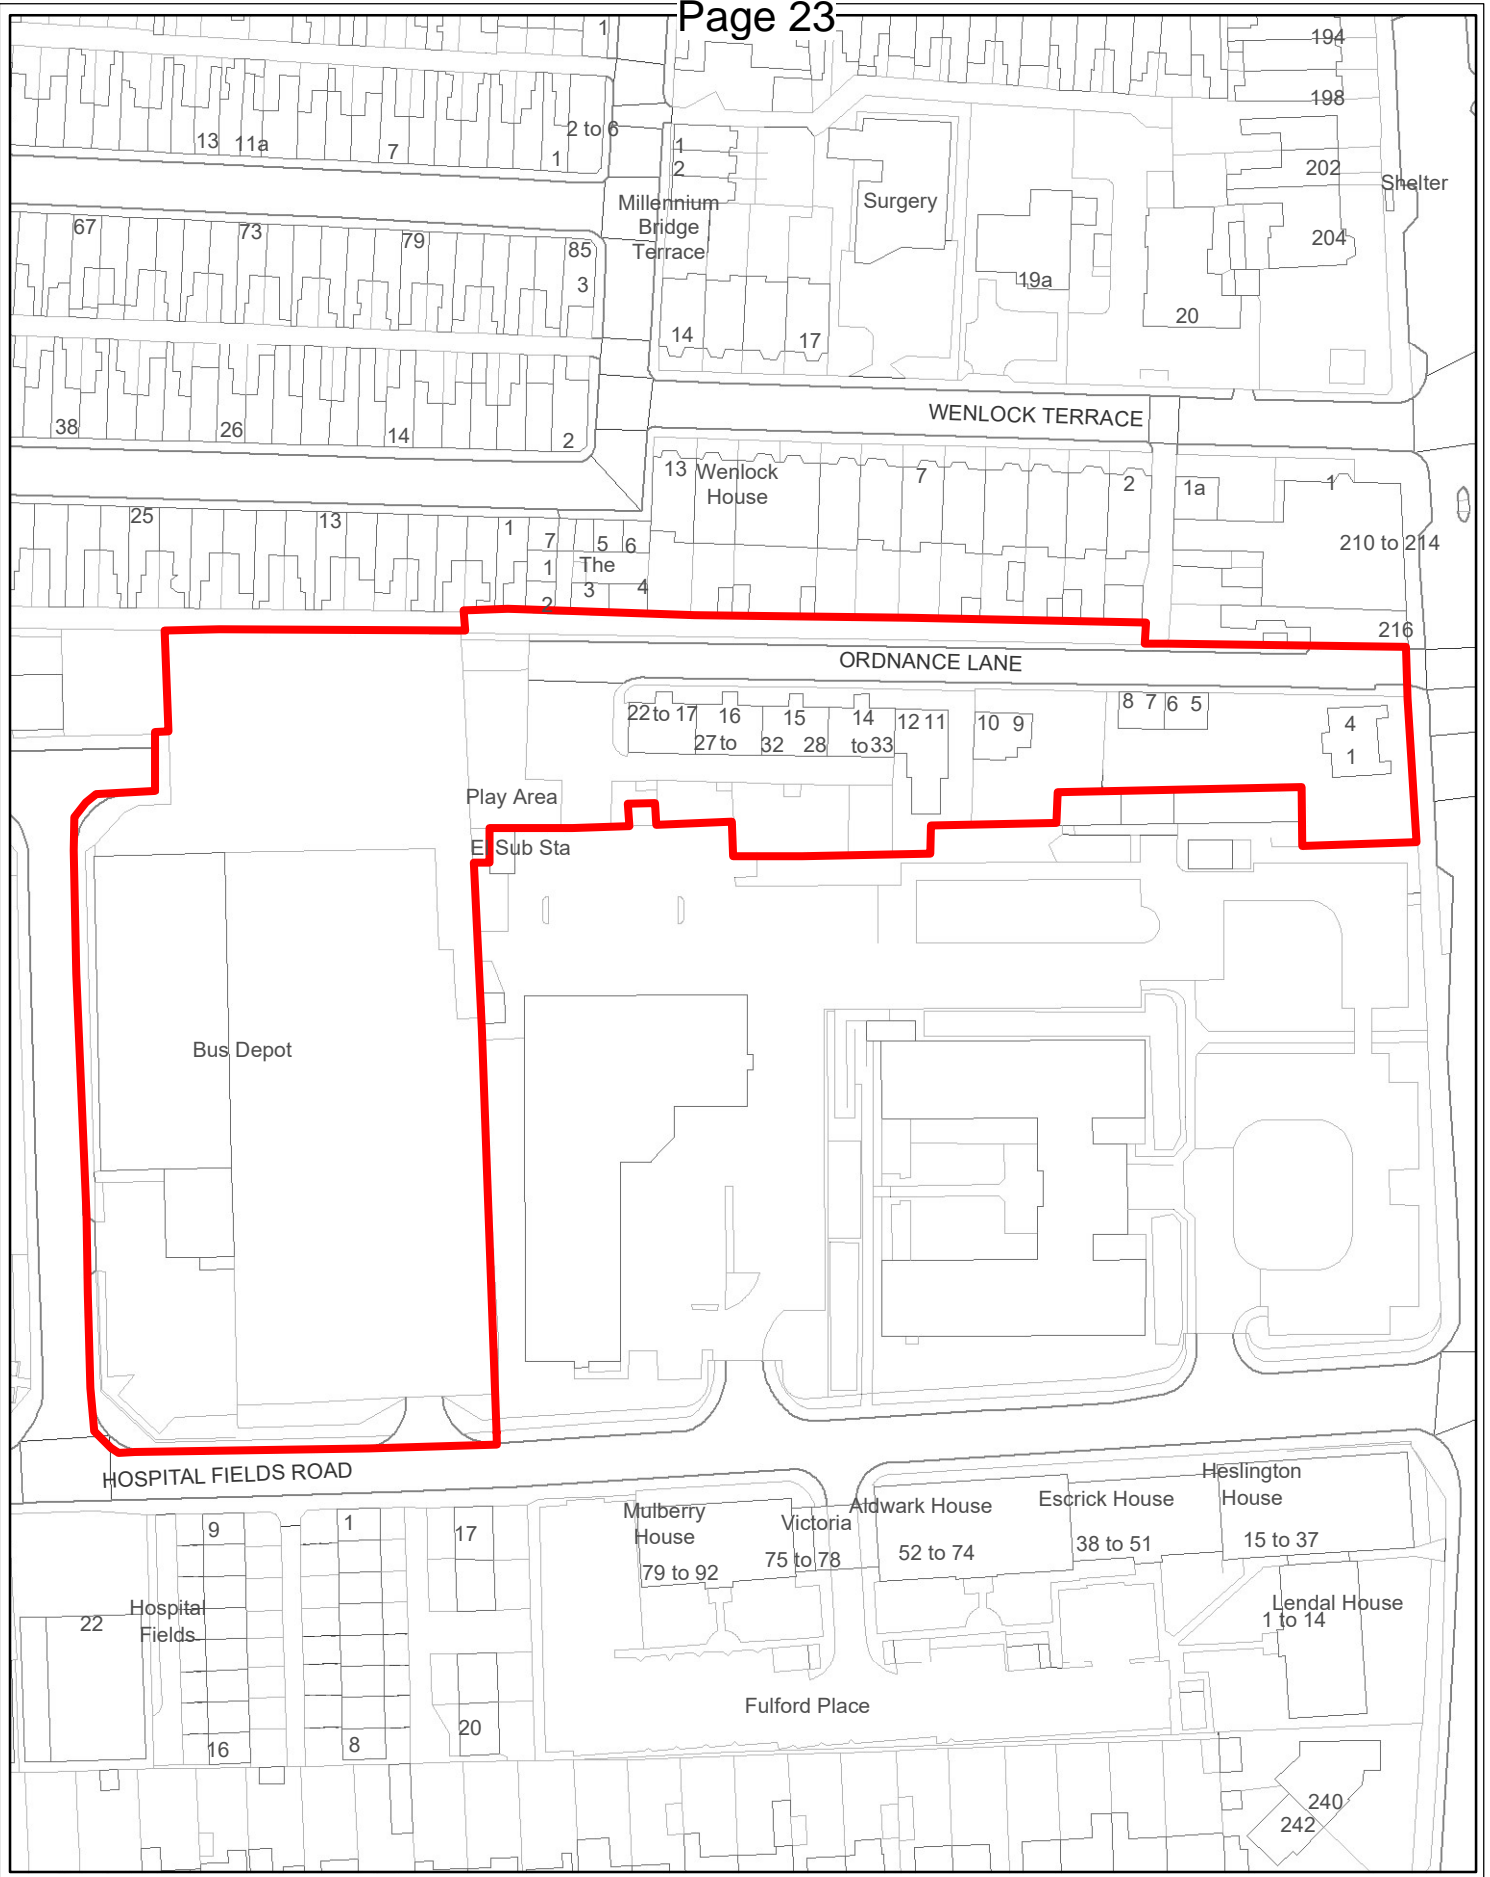 Page 23
1
194
198
2 to 6
13
11a
7
1
1
2
202
Shelter
Surgery
Millennium
Bridge
Terrace
67
73
79
85
3
204
19a
20
14
17
38
26
14
2
WENLOCK TERRACE
13
Wenlock
House
7
2
1a
1
210 to 214
25
13
1
7
5
6
1
The
3
4
2
216
ORDNANCE LANE
22 to 17
16
15
14
12
11
10
9
8
7
6
5
4
27 to
32
28
to 33
1
Play Area
El Sub Sta
Bus Depot
HOSPITAL FIELDS ROAD
Heslington
House
Mulberry
House
Victoria
Aldwark House
Escrick House
9
1
17
79 to 92
75 to 78
52 to 74
38 to 51
15 to 37
Hospital
Fields
22
Lendal House
1 to 14
Fulford Place
16
8
20
240
242